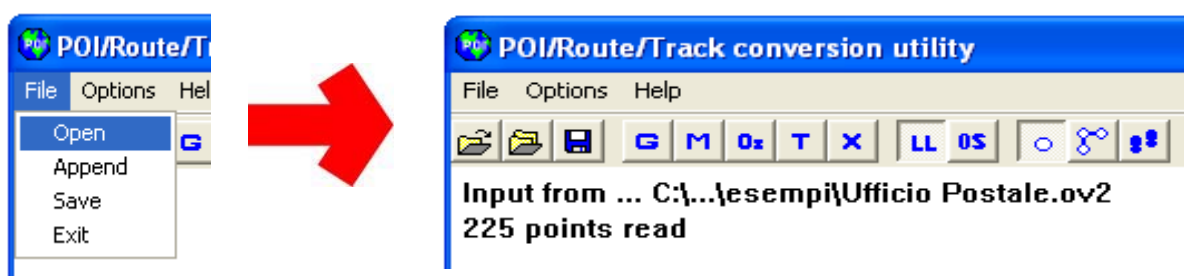 POI/Route/Tr
File Options Hel
Open
G
Append
Save
Exit
POI/Route/Track conversion utility
File Options Help
G M Oz T X LL OS
Input from ... C:\...\esempi\Ufficio Postale.ov2
225 points read